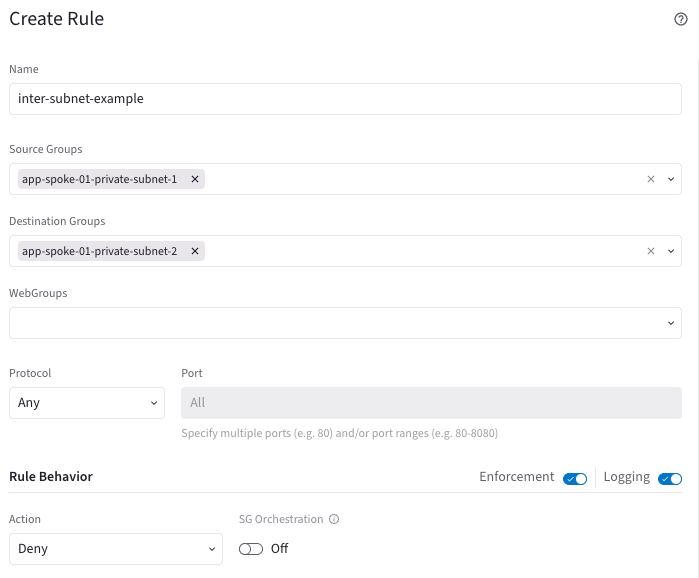 Create Rule
Name
inter-subnet-example
Source Groups
app-spoke-01-private-subnet-1
Destination Groups
app-spoke-01-private-subnet-2
WebGroups
Protocol Port
Any All
Specify multiple ports (e.g. 80) and/or port ranges (e.g. 80-8080)
Rule Behavior Enforcement Logging
Action SG Orchestration
Deny Off